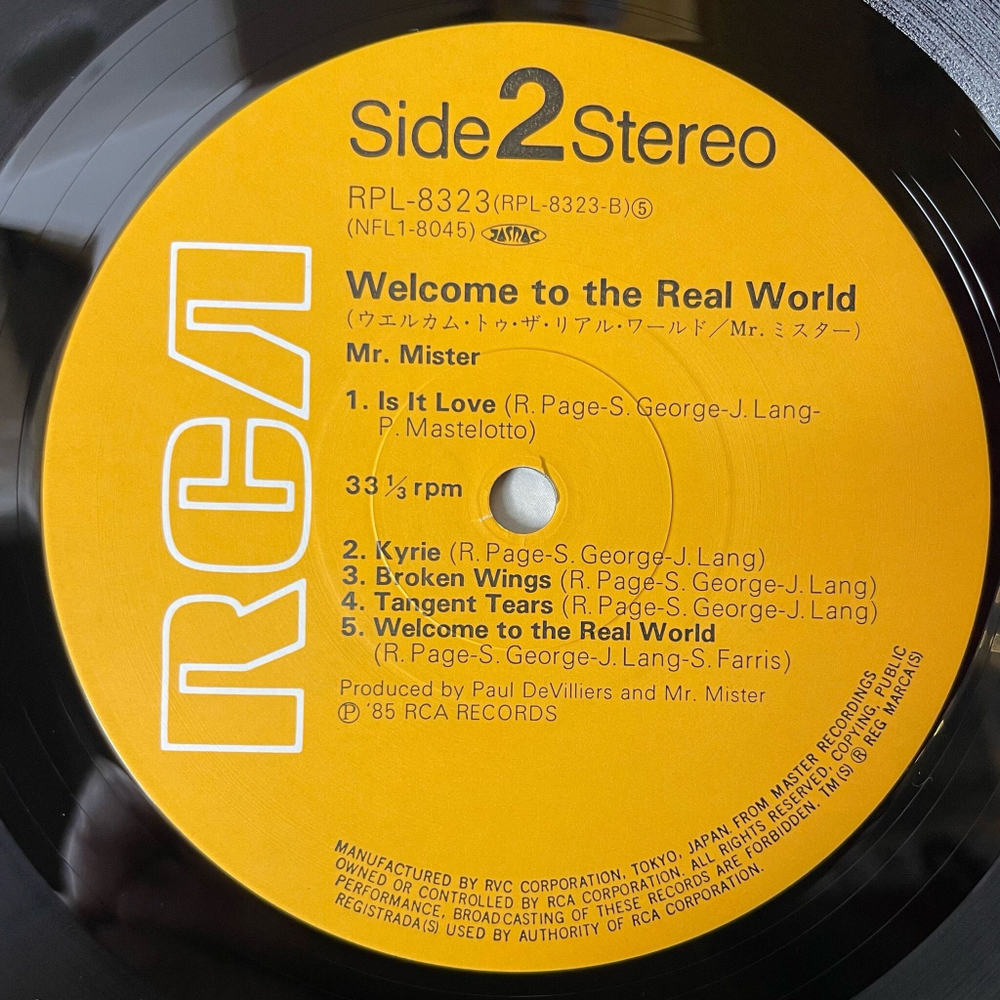 Side 2 Stereo
RPL-8323(RPL-8323-B)⑤
(NFL1-8045) JASRAC
Welcome to the Real World
(ウエルカム・トゥ・ザ・リアル・ワールド／Mr.ミスター)
Mr. Mister
1. Is It Love (R. Page-S. George-J. Lang-
P. Mastelotto)
33 ⅓ rpm
2. Kyrie (R. Page-S. George-J. Lang)
3. Broken Wings (R. Page-S. George-J. Lang)
4. Tangent Tears (R. Page-S. George-J. Lang)
5. Welcome to the Real World
(R. Page-S. George-J. Lang-S. Farris)
Produced by Paul DeVilliers and Mr. Mister
℗ '85 RCA RECORDS
RCA
MANUFACTURED BY RVC CORPORATION, TOKYO, JAPAN. FROM MASTER RECORDINGS
OWNED OR CONTROLLED BY RCA CORPORATION. ALL RIGHTS RESERVED, COPYING, PUBLIC
PERFORMANCE, BROADCASTING OF THESE RECORDS ARE FORBIDDEN. TM(S) ® REG MARCA(S)
REGISTRADA(S) USED BY AUTHORITY OF RCA CORPORATION.